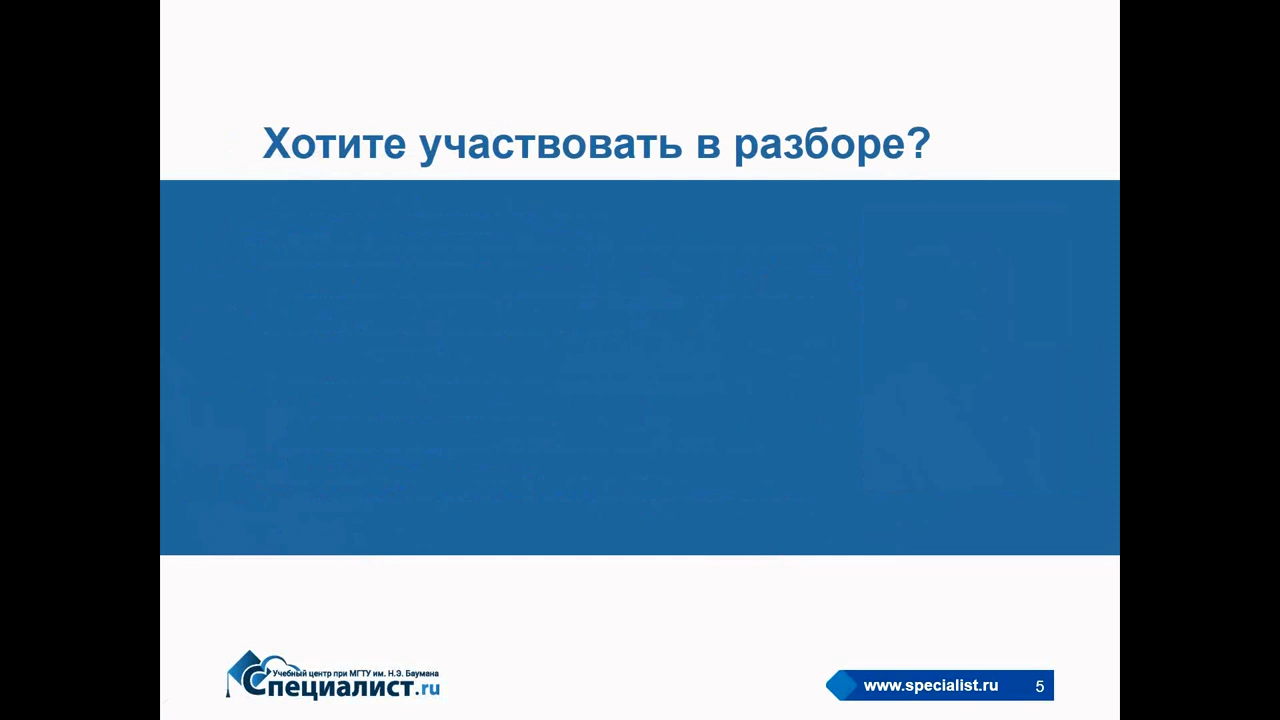 Хотите участвовать в разборе?
Учебный центр при МГТУ им. Н.Э. Баумана
Специалист.ru
www.specialist.ru
5